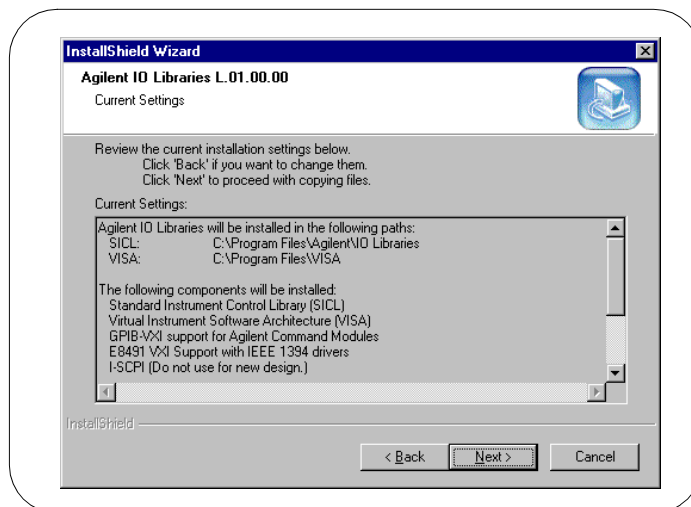 InstallShield Wizard
Agilent IO Libraries L.01.00.00
Current Settings
Review the current installation settings below.
Click 'Back' if you want to change them.
Click 'Next' to proceed with copying files.
Current Settings:
Agilent IO Libraries will be installed in the following paths:
SICL: C:\Program Files\Agilent\IO Libraries
VISA: C:\Program Files\VISA
The following components will be installed:
Standard Instrument Control Library (SICL)
Virtual Instrument Software Architecture (VISA)
GPIB-VXI support for Agilent Command Modules
E8491 VXI Support with IEEE 1394 drivers
I-SCPI (Do not use for new design.)
InstallShield
< Back Next > Cancel